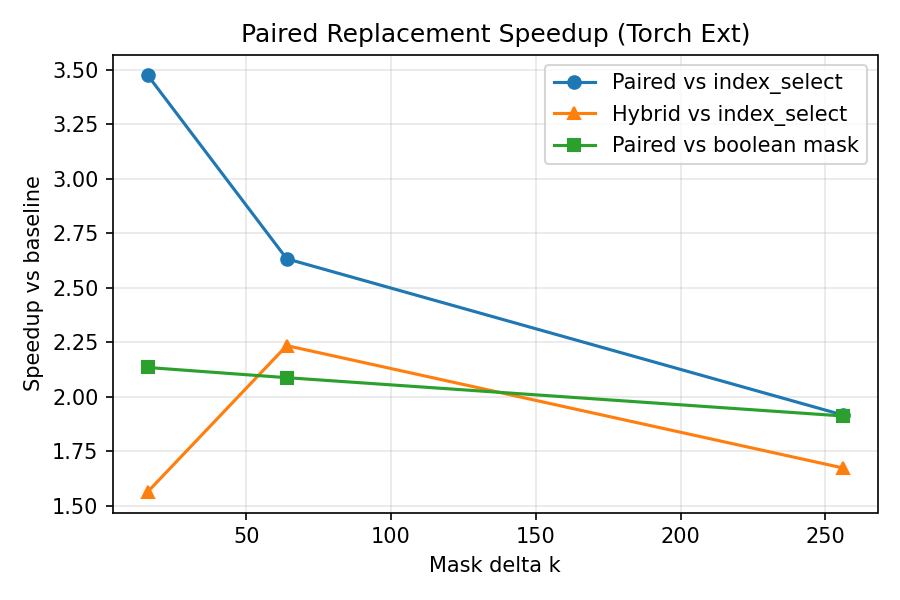 Paired Replacement Speedup (Torch Ext)
Paired vs index_select
Hybrid vs index_select
Paired vs boolean mask
Speedup vs baseline
3.50
3.25
3.00
2.75
2.50
2.25
2.00
1.75
1.50
50 100 150 200 250
Mask delta k